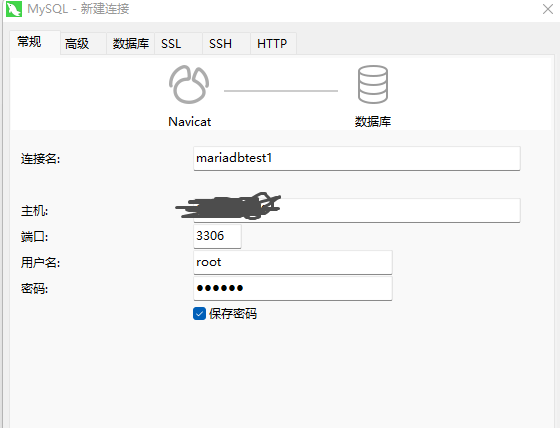 MySQL - 新建连接
常规 高级 数据库 SSL SSH HTTP
Navicat 数据库
连接名: mariadbtest1
主机:
端口: 3306
用户名: root
密码: ●●●●●●
保存密码